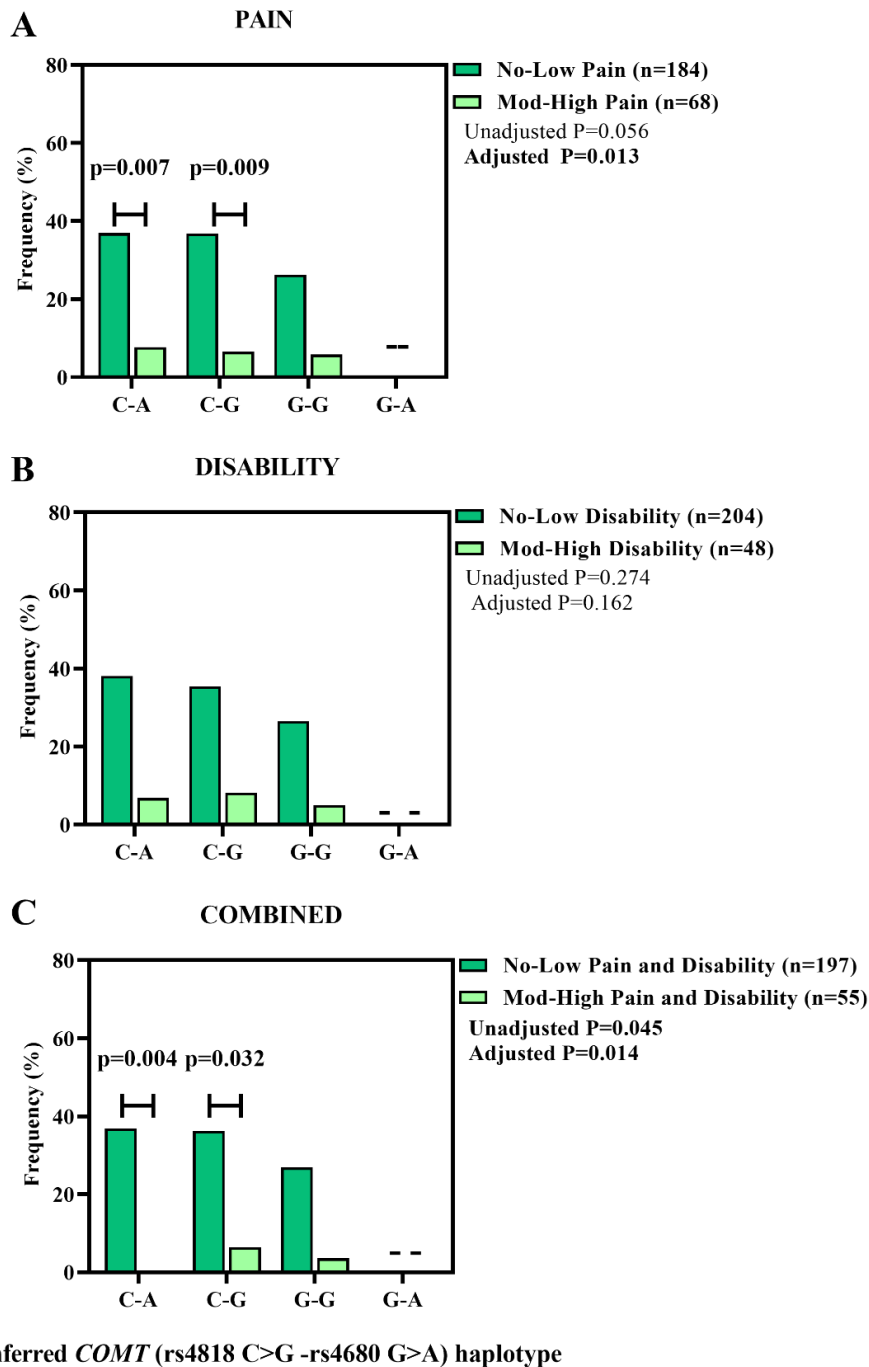 A
PAIN
80
60
40
20
0
Frequency (%)
p=0.007 p=0.009
No-Low Pain (n=184)
Mod-High Pain (n=68)
Unadjusted P=0.056
Adjusted P=0.013
C-A C-G G-G G-A
B
DISABILITY
80
60
40
20
0
Frequency (%)
No-Low Disability (n=204)
Mod-High Disability (n=48)
Unadjusted P=0.274
Adjusted P=0.162
C-A C-G G-G G-A
C
COMBINED
80
60
40
20
0
Frequency (%)
p=0.004 p=0.032
No-Low Pain and Disability (n=197)
Mod-High Pain and Disability (n=55)
Unadjusted P=0.045
Adjusted P=0.014
C-A C-G G-G G-A
nferred COMT (rs4818 C>G -rs4680 G>A) haplotype